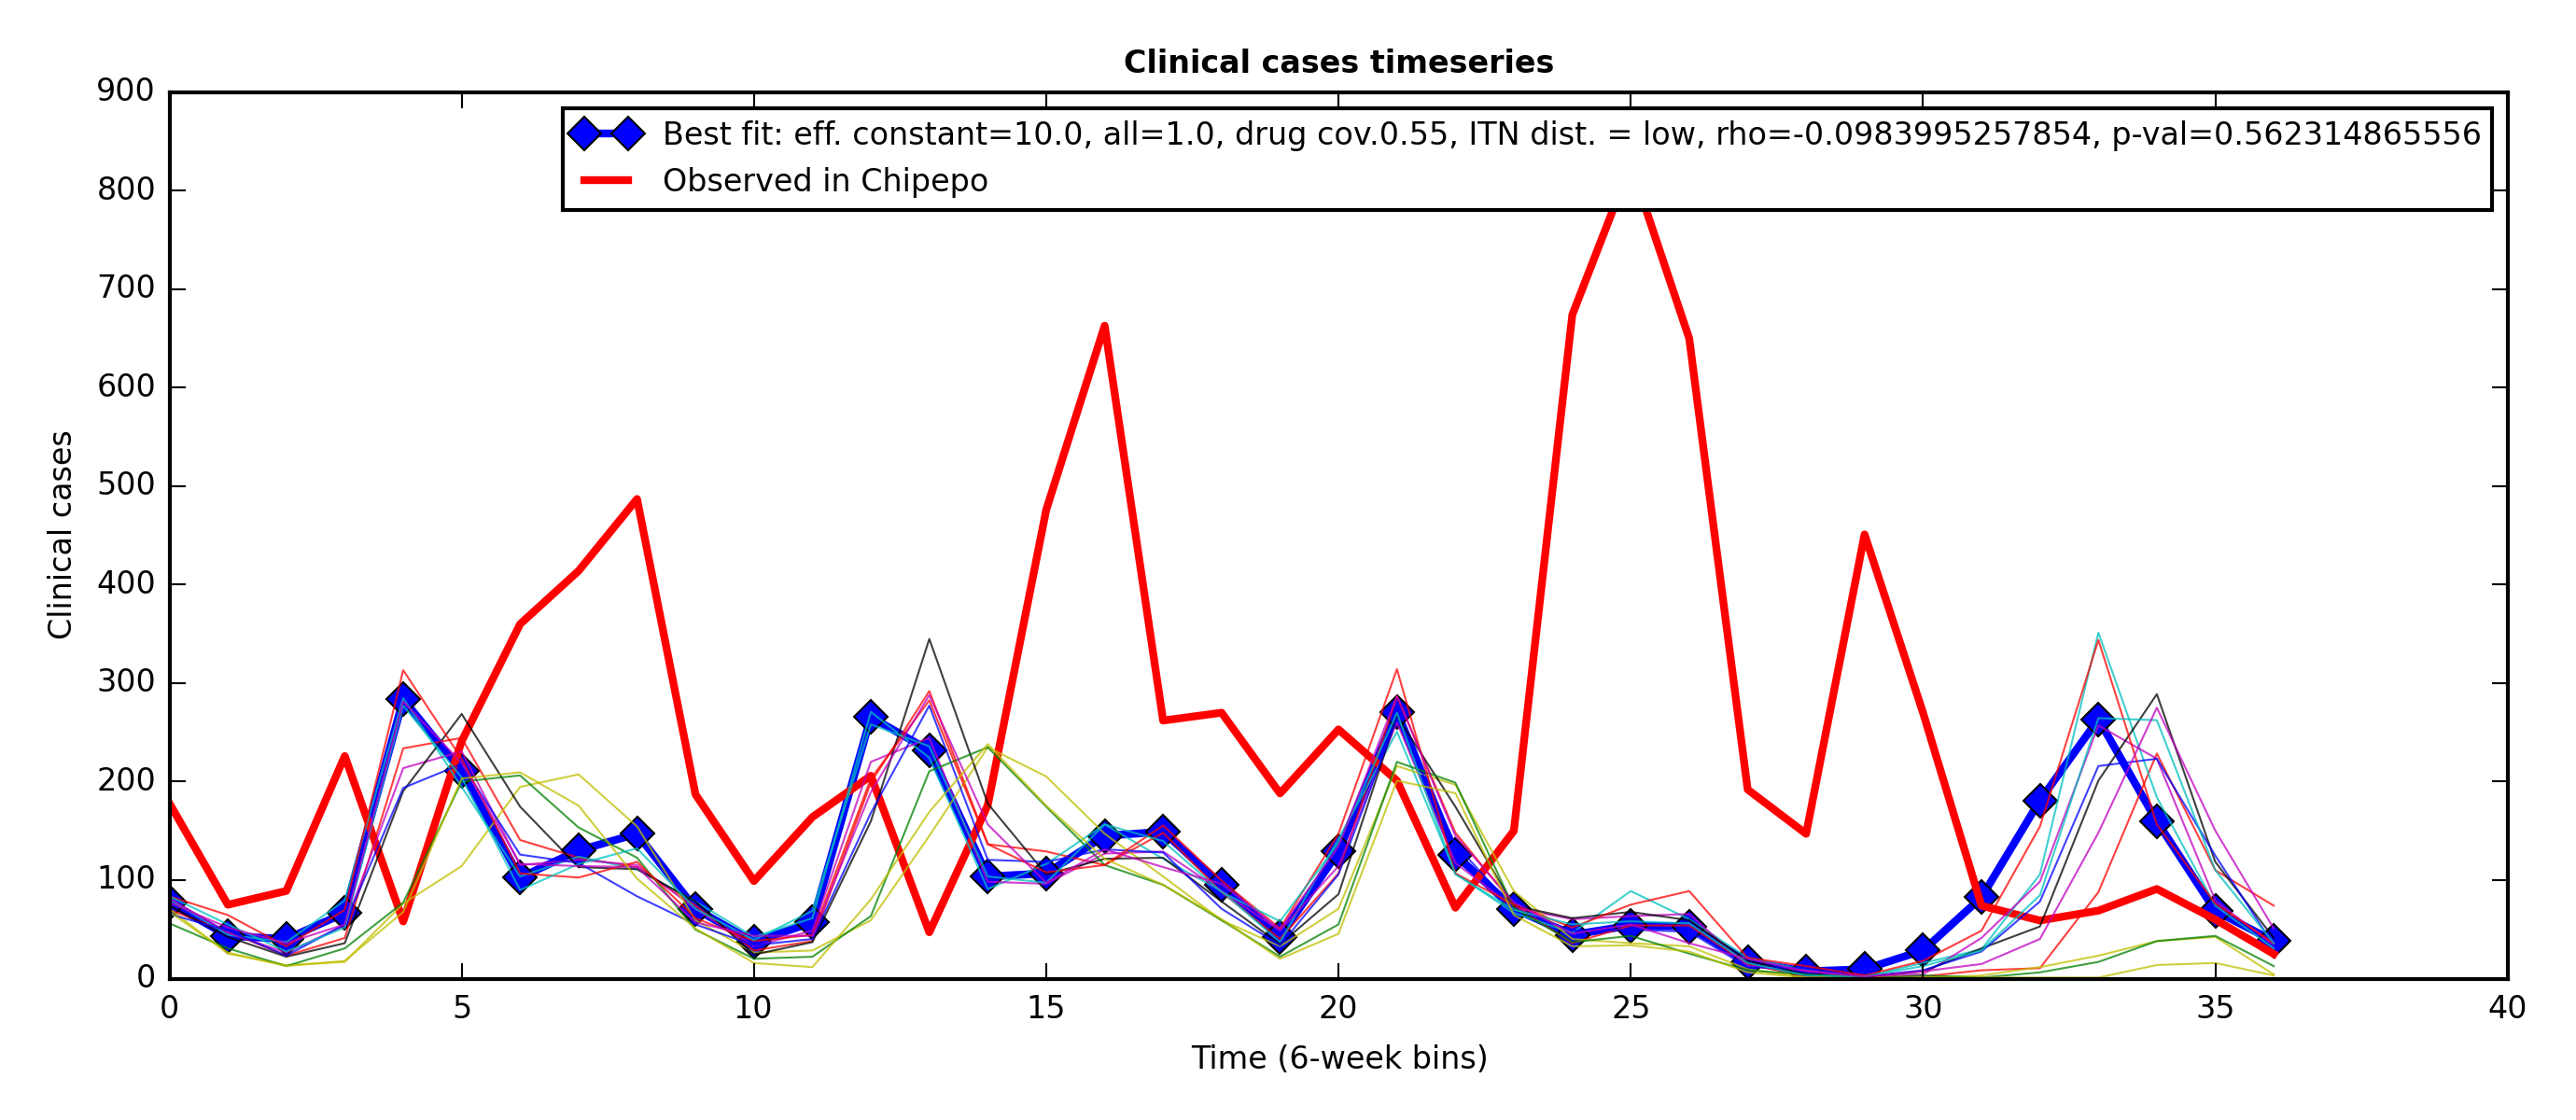 Clinical cases timeseries
900
800
700
600
500
400
300
200
100
0
Clinical cases
Best fit: eff. constant=10.0, all=1.0, drug cov.0.55, ITN dist. = low, rho=-0.0983995257854, p-val=0.562314865556
Observed in Chipepo
0 5 10 15 20 25 30 35 40
Time (6-week bins)